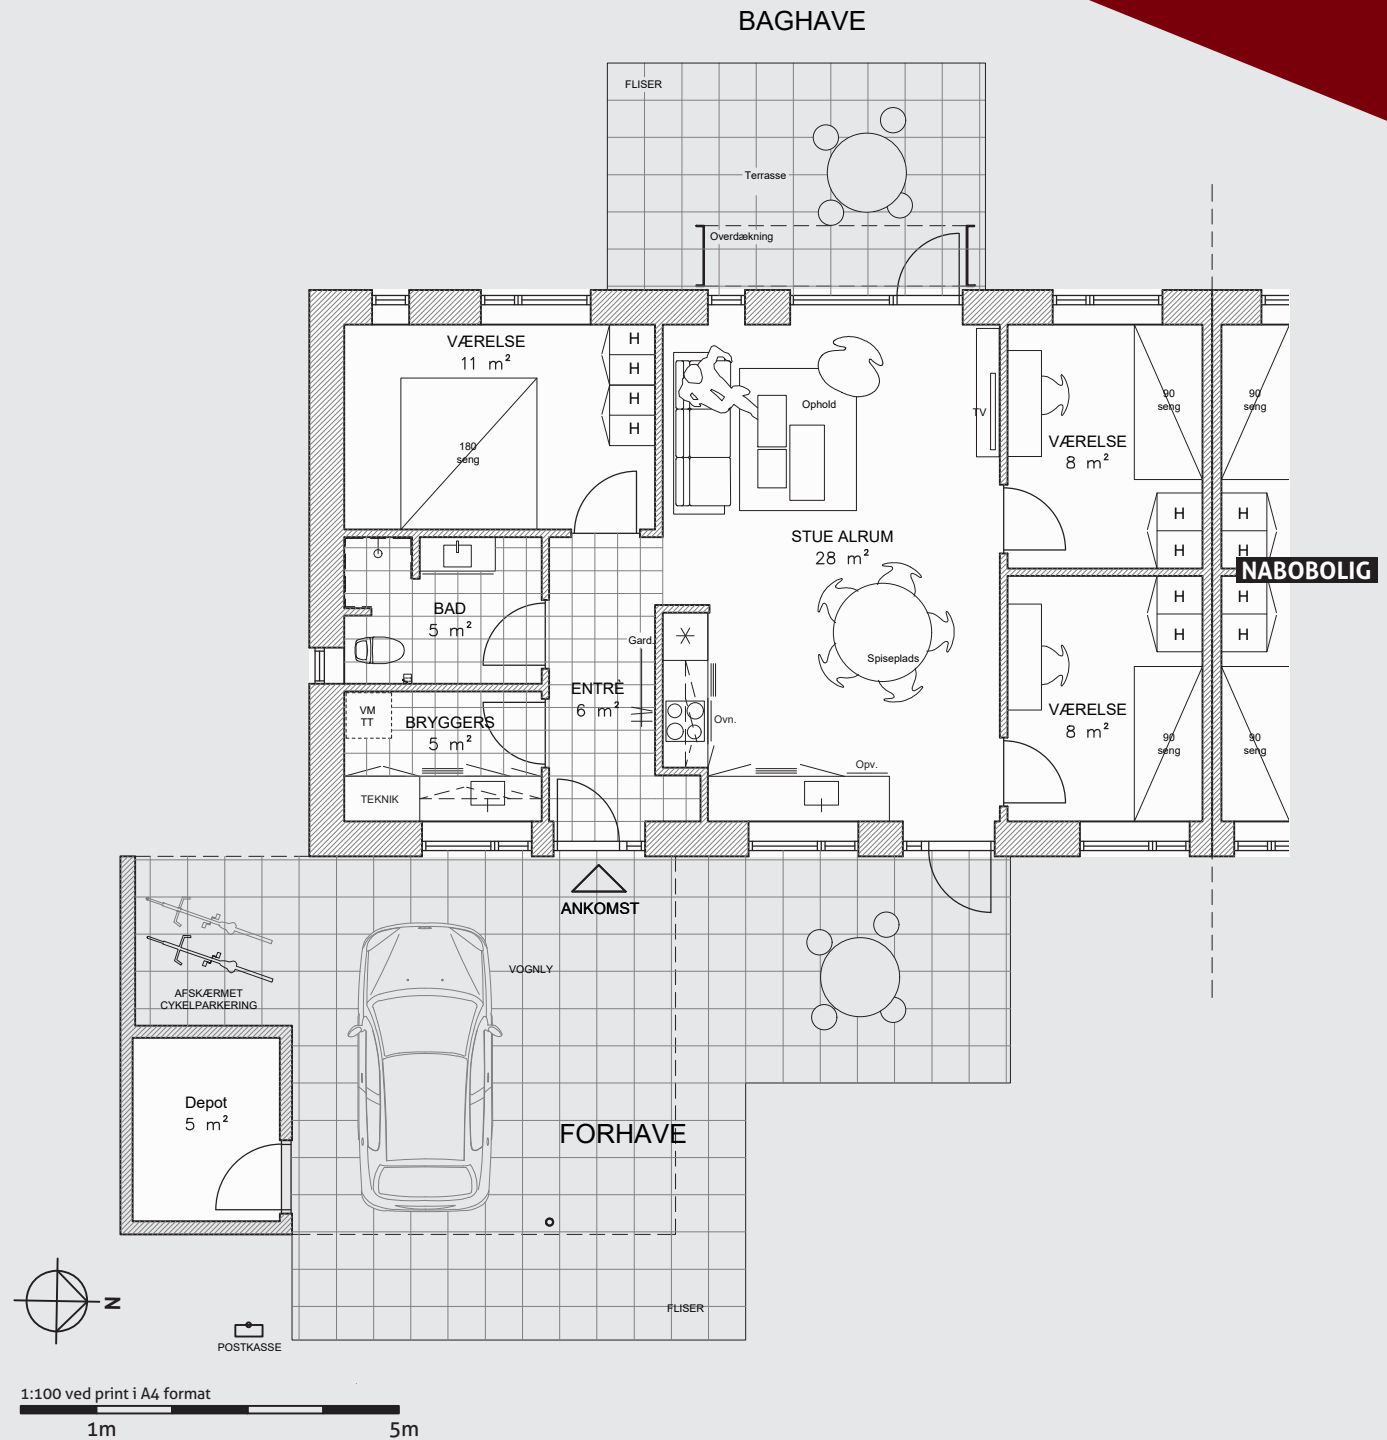 BAGHAVE
FLISER
Terrasse
Overdækning
VÆRELSE
11 m²
H
H
H
H
180
seng
Ophold
TV
VÆRELSE
8 m²
90
seng
90
seng
H
H
H
H
STUE ALRUM
28 m²
NABOBOLIG
BAD
5 m²
Gard.
Spiseplads
H
H
H
H
ENTRÈ
6 m²
VM
TT
BRYGGERS
5 m²
Ovn.
VÆRELSE
8 m²
90
seng
90
seng
Opv.
TEKNIK
ANKOMST
VOGNLY
AFSKÆRMET
CYKELPARKERING
Depot
5 m²
FORHAVE
N
FLISER
POSTKASSE
1:100 ved print i A4 format
1m
5m